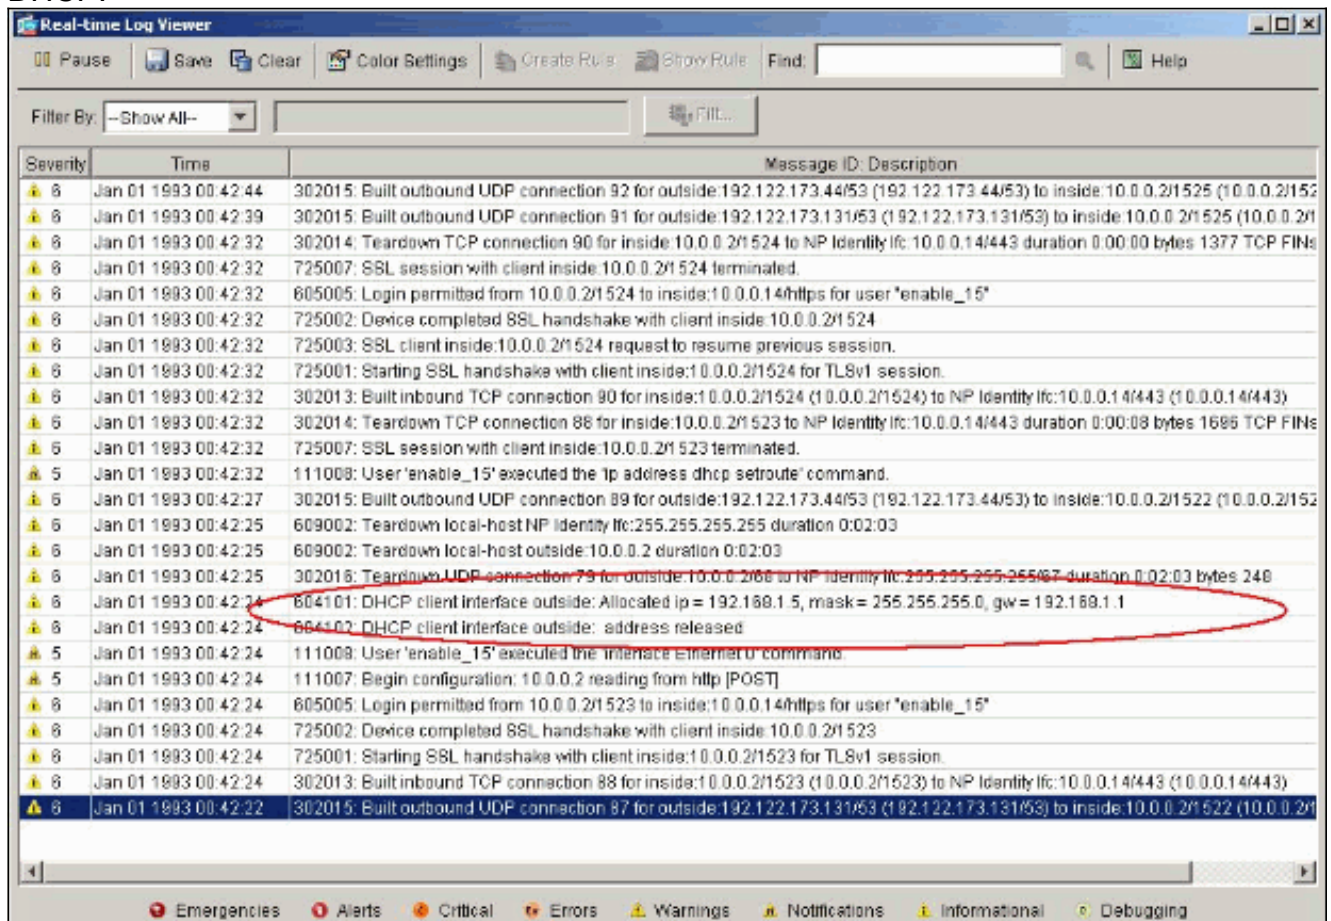 Real-time Log Viewer
Pause Save Clear Color Settings Create Rule Show Rule Find: Help
Filter By: --Show All-- Filt...
Severity Time Message ID: Description
6 Jan 01 1993 00:42:44 302015: Built outbound UDP connection 92 for outside:192.122.173.44/53 (192.122.173.44/53) to inside:10.0.0.2/1525 (10.0.0.2/152
6 Jan 01 1993 00:42:39 302015: Built outbound UDP connection 91 for outside:192.122.173.131/53 (192.122.173.131/53) to inside:10.0.0.2/1525 (10.0.0.2/1
6 Jan 01 1993 00:42:32 302014: Teardown TCP connection 90 for inside:10.0.0.2/1524 to NP Identity Ifc:10.0.0.14/443 duration 0:00:00 bytes 1377 TCP FINs
6 Jan 01 1993 00:42:32 725007: SSL session with client inside:10.0.0.2/1524 terminated.
6 Jan 01 1993 00:42:32 605005: Login permitted from 10.0.0.2/1524 to inside:10.0.0.14/https for user "enable_15"
6 Jan 01 1993 00:42:32 725002: Device completed SSL handshake with client inside:10.0.0.2/1524
6 Jan 01 1993 00:42:32 725003: SSL client inside:10.0.0.2/1524 request to resume previous session.
6 Jan 01 1993 00:42:32 725001: Starting SSL handshake with client inside:10.0.0.2/1524 for TLSv1 session.
6 Jan 01 1993 00:42:32 302013: Built inbound TCP connection 90 for inside:10.0.0.2/1524 (10.0.0.2/1524) to NP Identity Ifc:10.0.0.14/443 (10.0.0.14/443)
6 Jan 01 1993 00:42:32 302014: Teardown TCP connection 88 for inside:10.0.0.2/1523 to NP Identity Ifc:10.0.0.14/443 duration 0:00:08 bytes 1695 TCP FINs
6 Jan 01 1993 00:42:32 725007: SSL session with client inside:10.0.0.2/1523 terminated.
5 Jan 01 1993 00:42:32 111008: User 'enable_15' executed the 'ip address dhcp setroute' command.
6 Jan 01 1993 00:42:27 302015: Built outbound UDP connection 89 for outside:192.122.173.44/53 (192.122.173.44/53) to inside:10.0.0.2/1522 (10.0.0.2/152
6 Jan 01 1993 00:42:25 609002: Teardown local-host NP Identity Ifc:255.255.255.255 duration 0:02:03
6 Jan 01 1993 00:42:25 609002: Teardown local-host outside:10.0.0.2 duration 0:02:03
6 Jan 01 1993 00:42:25 302016: Teardown UDP connection 79 for outside:10.0.0.2/68 to NP Identity Ifc:255.255.255.255/67 duration 0:02:03 bytes 248
6 Jan 01 1993 00:42:24 604101: DHCP client interface outside: Allocated ip = 192.168.1.5, mask = 255.255.255.0, gw = 192.168.1.1
6 Jan 01 1993 00:42:24 604102: DHCP client interface outside: address released
5 Jan 01 1993 00:42:24 111008: User 'enable_15' executed the 'interface Ethernet 0' command.
5 Jan 01 1993 00:42:24 111007: Begin configuration: 10.0.0.2 reading from http [POST]
6 Jan 01 1993 00:42:24 605005: Login permitted from 10.0.0.2/1523 to inside:10.0.0.14/https for user "enable_15"
6 Jan 01 1993 00:42:24 725002: Device completed SSL handshake with client inside:10.0.0.2/1523
6 Jan 01 1993 00:42:24 725001: Starting SSL handshake with client inside:10.0.0.2/1523 for TLSv1 session.
6 Jan 01 1993 00:42:24 302013: Built inbound TCP connection 88 for inside:10.0.0.2/1523 (10.0.0.2/1523) to NP Identity Ifc:10.0.0.14/443 (10.0.0.14/443)
6 Jan 01 1993 00:42:22 302015: Built outbound UDP connection 87 for outside:192.122.173.131/53 (192.122.173.131/53) to inside:10.0.0.2/1522 (10.0.0.2/1
Emergencies Alerts Critical Errors Warnings Notifications Informational Debugging